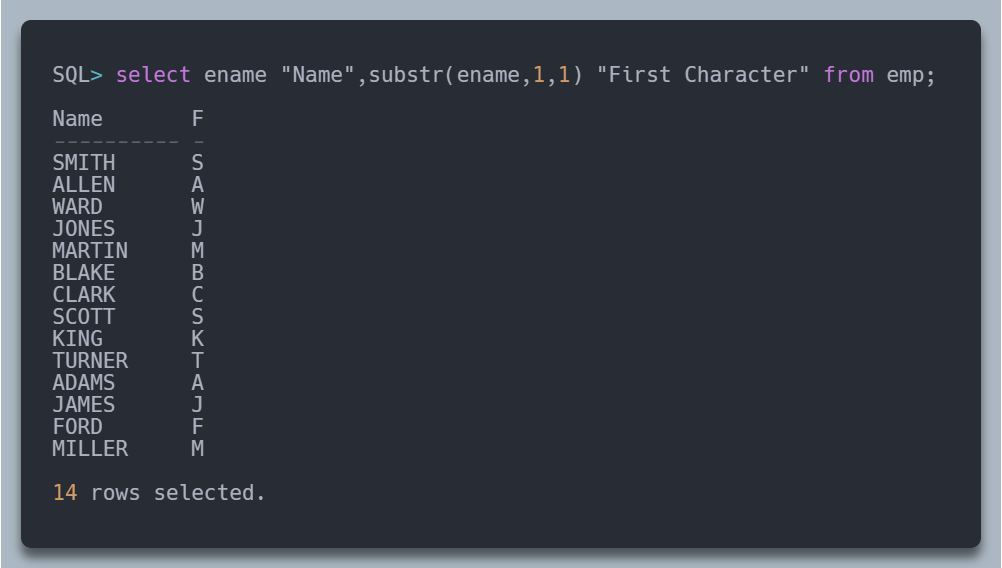 SQL> select ename "Name",substr(ename,1,1) "First Character" from emp;
Name       F
---------- -
SMITH      S
ALLEN      A
WARD       W
JONES      J
MARTIN     M
BLAKE      B
CLARK      C
SCOTT      S
KING       K
TURNER     T
ADAMS      A
JAMES      J
FORD       F
MILLER     M
14 rows selected.